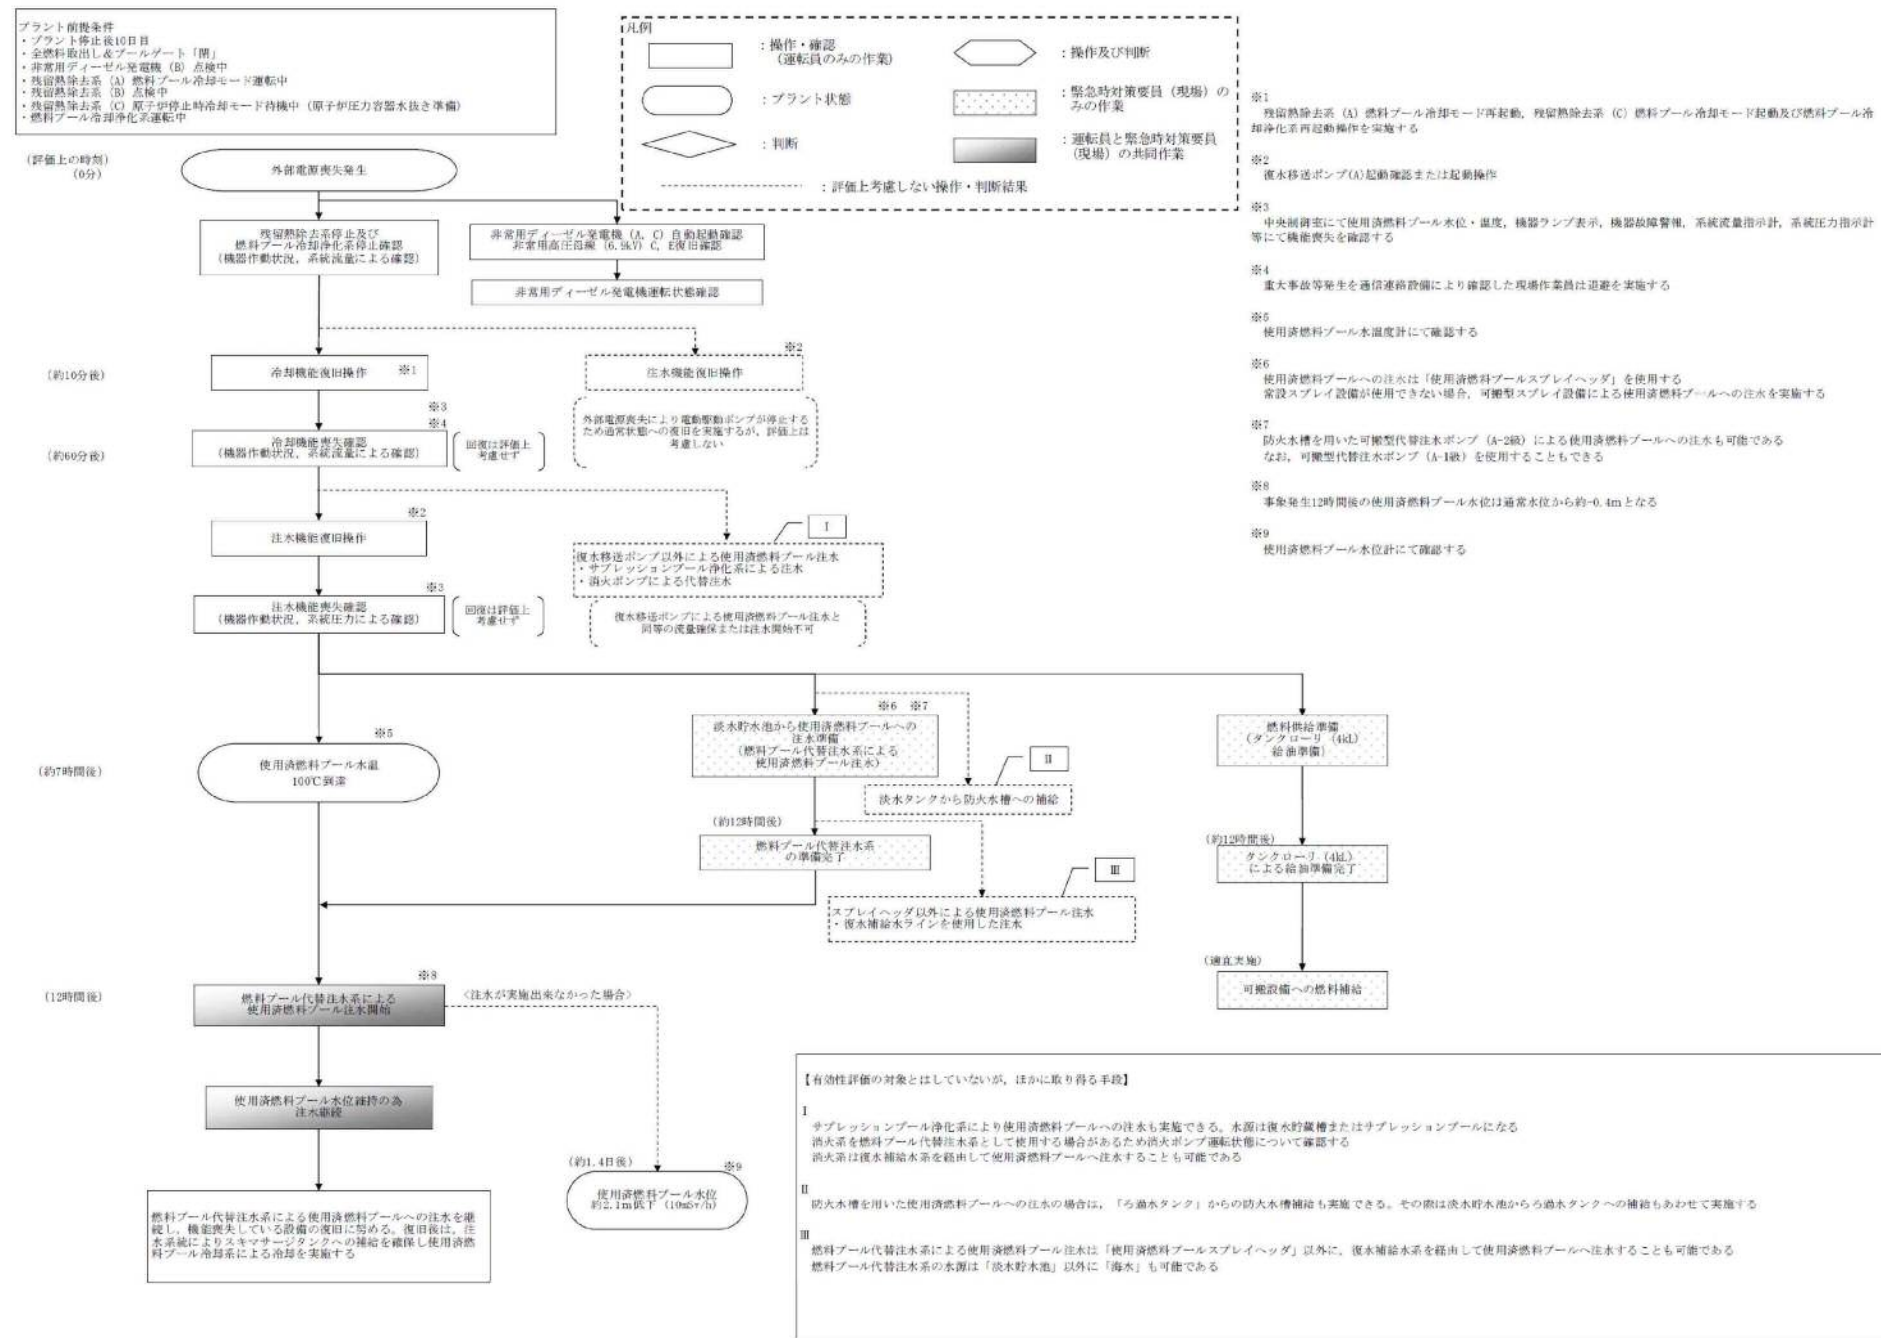 プラント前提条件
・プラント停止後10日目
・全燃料取出し＆プールゲート「閉」
・非常用ディーゼル発電機（B）点検中
・残留熱除去系（A）燃料プール冷却モード運転中
・残留熱除去系（B）点検中
・残留熱除去系（C）原子炉停止時冷却モード待機中（原子炉圧力容器水抜き準備）
・燃料プール冷却浄化系運転中
凡例
：操作・確認
（運転員のみの作業）
：操作及び判断
：プラント状態
：緊急時対策要員（現場）の
みの作業
：判断
：運転員と緊急時対策要員
（現場）の共同作業
：評価上考慮しない操作・判断結果
※1
残留熱除去系（A）燃料プール冷却モード再起動，残留熱除去系（C）燃料プール冷却モード起動及び燃料プール冷
却浄化系再起動操作を実施する
※2
復水移送ポンプ(A)起動確認または起動操作
※3
中央制御室にて使用済燃料プール水位・温度，機器ランプ表示，機器故障警報，系統流量指示計，系統圧力指示計
等にて機能喪失を確認する
※4
重大事故等発生を通信連絡設備により確認した現場作業員は退避を実施する
※5
使用済燃料プール水温度計にて確認する
※6
使用済燃料プールへの注水は「使用済燃料プールスプレイヘッダ」を使用する
常設スプレイ設備が使用できない場合，可搬型スプレイ設備による使用済燃料プールへの注水を実施する
※7
防火水槽を用いた可搬型代替注水ポンプ（A-2級）による使用済燃料プールへの注水も可能である
なお，可搬型代替注水ポンプ（A-1級）を使用することもできる
※8
事象発生12時間後の使用済燃料プール水位は通常水位から約-0.4mとなる
※9
使用済燃料プール水位計にて確認する
（評価上の時刻）
（0分）
外部電源喪失発生
残留熱除去系停止及び
燃料プール冷却浄化系停止確認
（機器作動状況，系統流量による確認）
非常用ディーゼル発電機（A，C）自動起動確認
非常用高圧母線（6.9kV）C，E復旧確認
非常用ディーゼル発電機運転状態確認
（約10分後）
冷却機能復旧操作
※1
※2
注水機能復旧操作
外部電源喪失により電動駆動ポンプが停止する
ため通常状態への復旧を実施するが，評価上は
考慮しない
※3
※4
（約60分後）
冷却機能喪失確認
（機器作動状況，系統流量による確認）
回復は評価上
考慮せず
※2
注水機能復旧操作
Ⅰ
復水移送ポンプ以外による使用済燃料プール注水
・サプレッションプール浄化系による注水
・消火ポンプによる代替注水
※3
注水機能喪失確認
（機器作動状況，系統圧力による確認）
回復は評価上
考慮せず
復水移送ポンプによる使用済燃料プール注水と
同等の流量確保または注水開始不可
※5
（約7時間後）
使用済燃料プール水温
100℃到達
※6　※7
淡水貯水池から使用済燃料プールへの
注水準備
（燃料プール代替注水系による
使用済燃料プール注水）
Ⅱ
淡水タンクから防火水槽への補給
燃料供給準備
（タンクローリ（4kL）
給油準備）
（約12時間後）
燃料プール代替注水系
の準備完了
（約12時間後）
タンクローリ（4kL）
による給油準備完了
Ⅲ
スプレイヘッダ以外による使用済燃料プール注水
・復水補給水ラインを使用した注水
（適宜実施）
可搬設備への燃料補給
（12時間後）
※8
燃料プール代替注水系による
使用済燃料プール注水開始
＜注水が実施出来なかった場合＞
使用済燃料プール水位維持の為
注水継続
（約1.4日後）
※9
使用済燃料プール水位
約2.1m低下（10mSv/h）
燃料プール代替注水系による使用済燃料プールへの注水を継
続し，機能喪失している設備の復旧に努める。復旧後は，注
水系統によりスキマサージタンクへの補給を確保し使用済燃
料プール冷却系による冷却を実施する
【有効性評価の対象とはしていないが，ほかに取り得る手段】
Ⅰ
サプレッションプール浄化系により使用済燃料プールへの注水も実施できる。水源は復水貯蔵槽またはサプレッションプールになる
消火系を燃料プール代替注水系として使用する場合があるため消火ポンプ運転状態について確認する
消火系は復水補給水系を経由して使用済燃料プールへ注水することも可能である
Ⅱ
防火水槽を用いた使用済燃料プールへの注水の場合は，「ろ過水タンク」からの防火水槽補給も実施できる。その際は淡水貯水池からろ過水タンクへの補給もあわせて実施する
Ⅲ
燃料プール代替注水系による使用済燃料プール注水は「使用済燃料プールスプレイヘッダ」以外に，復水補給水系を経由して使用済燃料プールへ注水することも可能である
燃料プール代替注水系の水源は「淡水貯水池」以外に「海水」も可能である